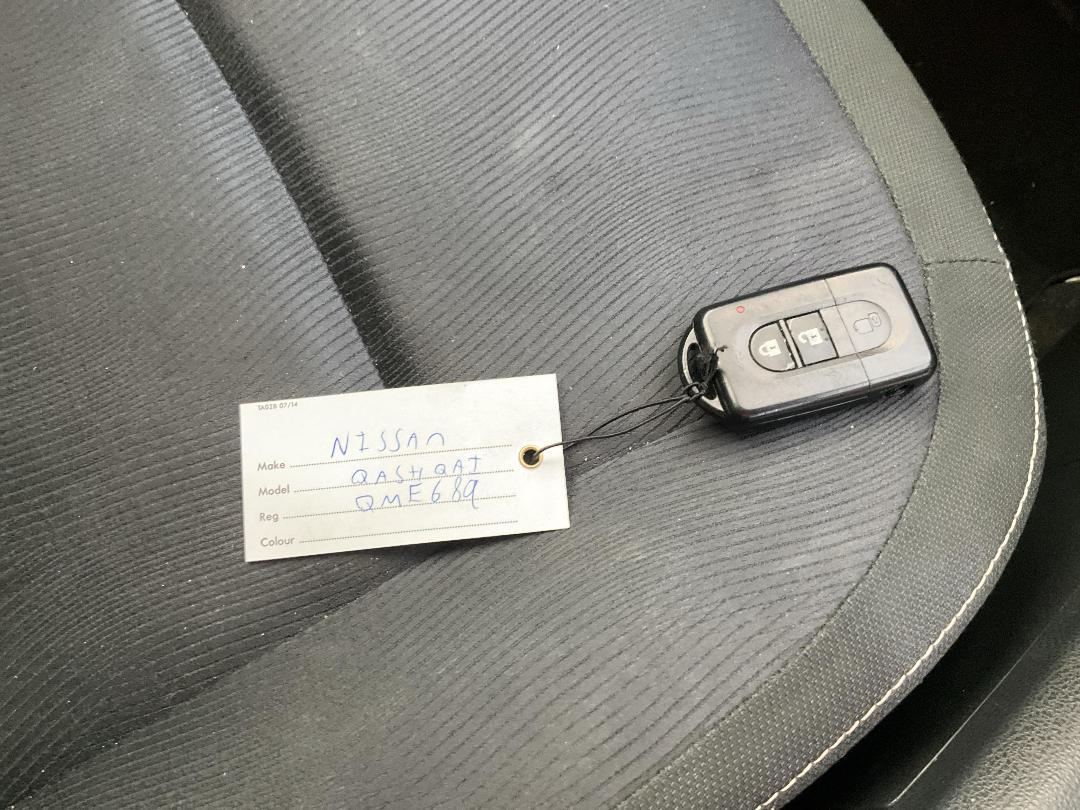 TA028 07/14
Make NISSAN
Model QASHQAI
Reg QME689
Colour